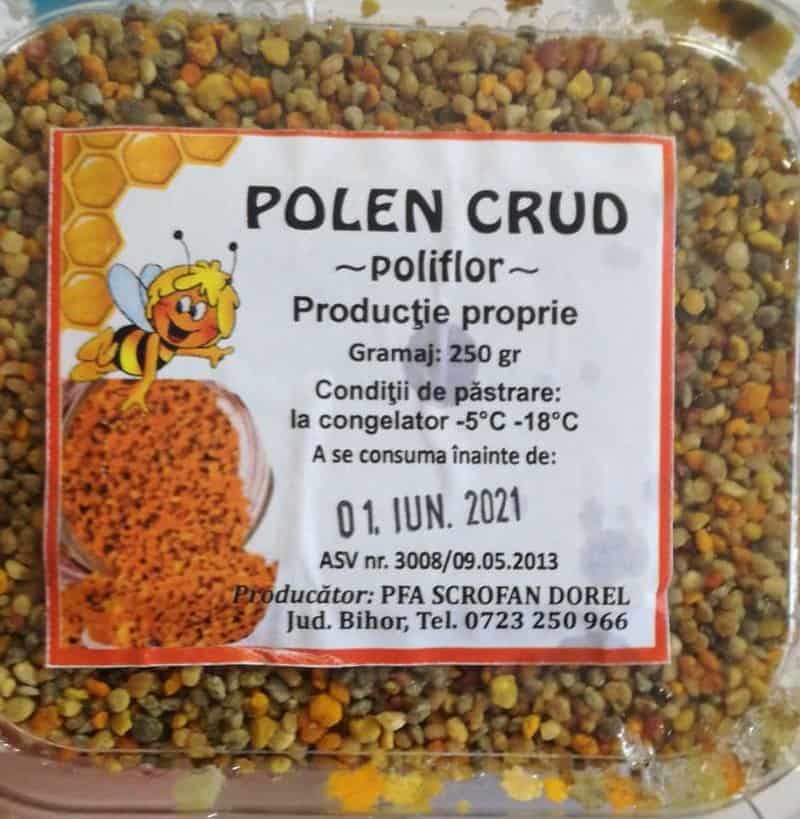 POLEN CRUD
~poliflor~
Producţie proprie
Gramaj: 250 gr
Condiţii de păstrare:
la congelator -5°C -18°C
A se consuma înainte de:
01. IUN. 2021
ASV nr. 3008/09.05.2013
Producător: PFA SCROFAN DOREL
Jud. Bihor, Tel. 0723 250 966